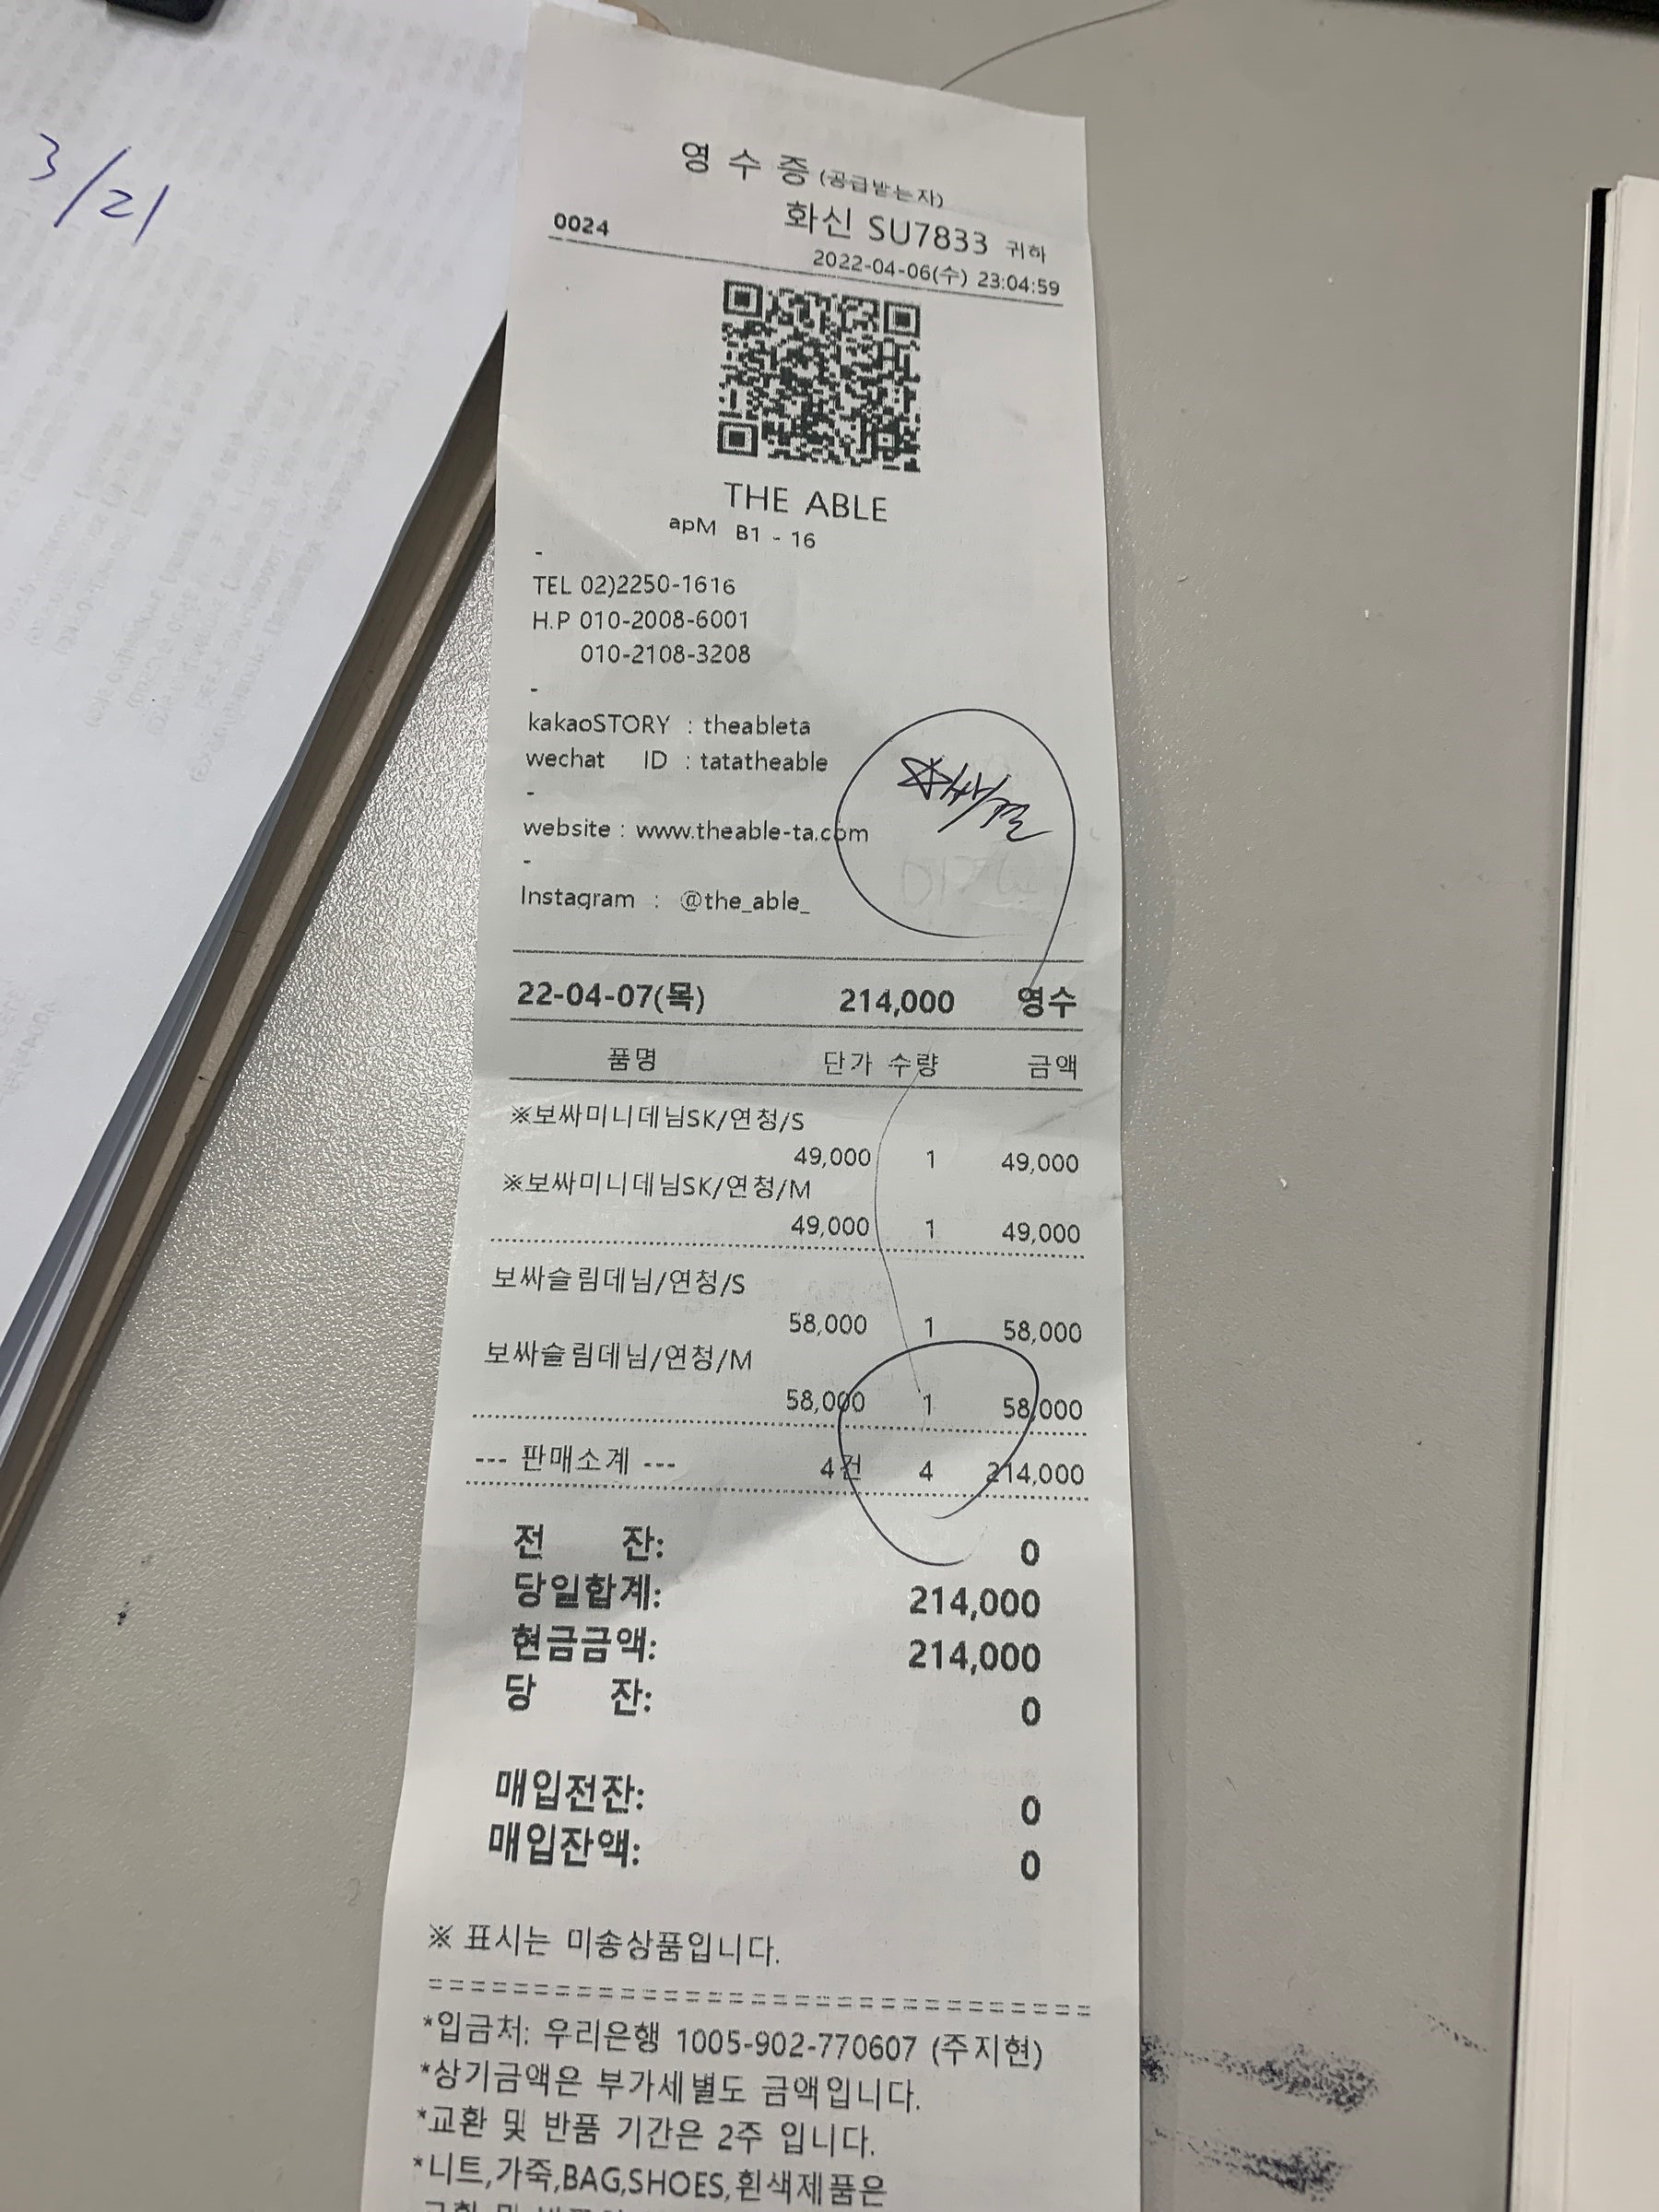 3/21
영 수 증 (공급받는자)
0024 화신 SU7833 귀하
2022-04-06(수) 23:04:59
THE ABLE
apM B1 - 16
-
TEL 02)2250-1616
H.P 010-2008-6001
010-2108-3208
-
kakaoSTORY : theableta
wechat ID : tatatheable
-
website : www.theable-ta.com
-
Instagram : @the_able_
22-04-07(목) 214,000 영수
품명 단가 수량 금액
※보싸미니데님SK/연청/S
49,000 1 49,000
※보싸미니데님SK/연청/M
49,000 1 49,000
보싸슬림데님/연청/S
58,000 1 58,000
보싸슬림데님/연청/M
58,000 1 58,000
--- 판매소계 --- 4건 4 214,000
전 잔: 0
당일합계: 214,000
현금금액: 214,000
당 잔: 0
매입전잔: 0
매입잔액: 0
※ 표시는 미송상품입니다.
==============================
*입금처: 우리은행 1005-902-770607 (주지현)
*상기금액은 부가세별도 금액입니다.
*교환 및 반품 기간은 2주 입니다.
*니트,가죽,BAG,SHOES,흰색제품은